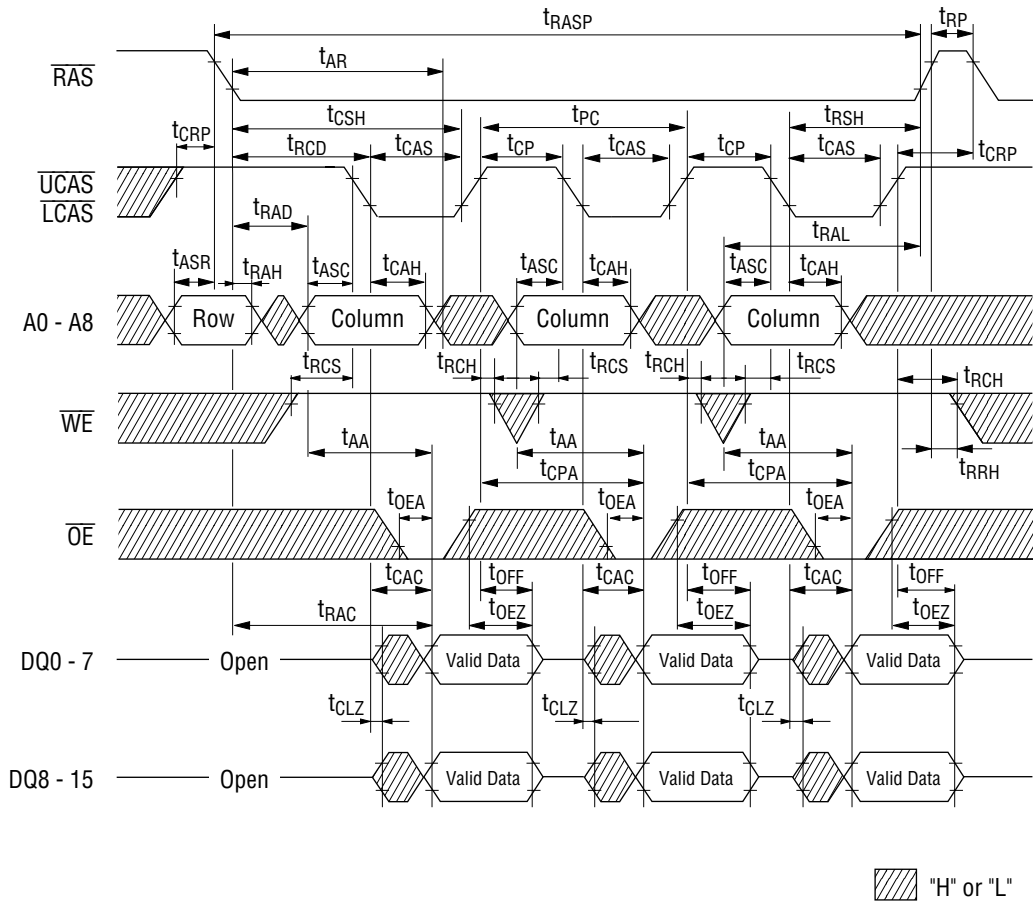 tRASP tRP
RAS tAR
tCSH tPC tRSH
tCRP tRCD tCAS tCP tCAS tCP tCAS tCRP
UCAS
LCAS
tRAD tRAL
tASR tRAH tASC tCAH tASC tCAH tASC tCAH
A0 - A8 Row Column Column Column
tRCS tRCH tRCS tRCH tRCS tRCH
WE
tAA tAA tAA tRRH
tCPA tCPA
tOEA tOEA tOEA
OE
tCAC tOFF tCAC tOFF tCAC tOFF
tRAC tOEZ tOEZ tOEZ
DQ0 - 7 Open Valid Data Valid Data Valid Data
tCLZ tCLZ tCLZ
DQ8 - 15 Open Valid Data Valid Data Valid Data
"H" or "L"